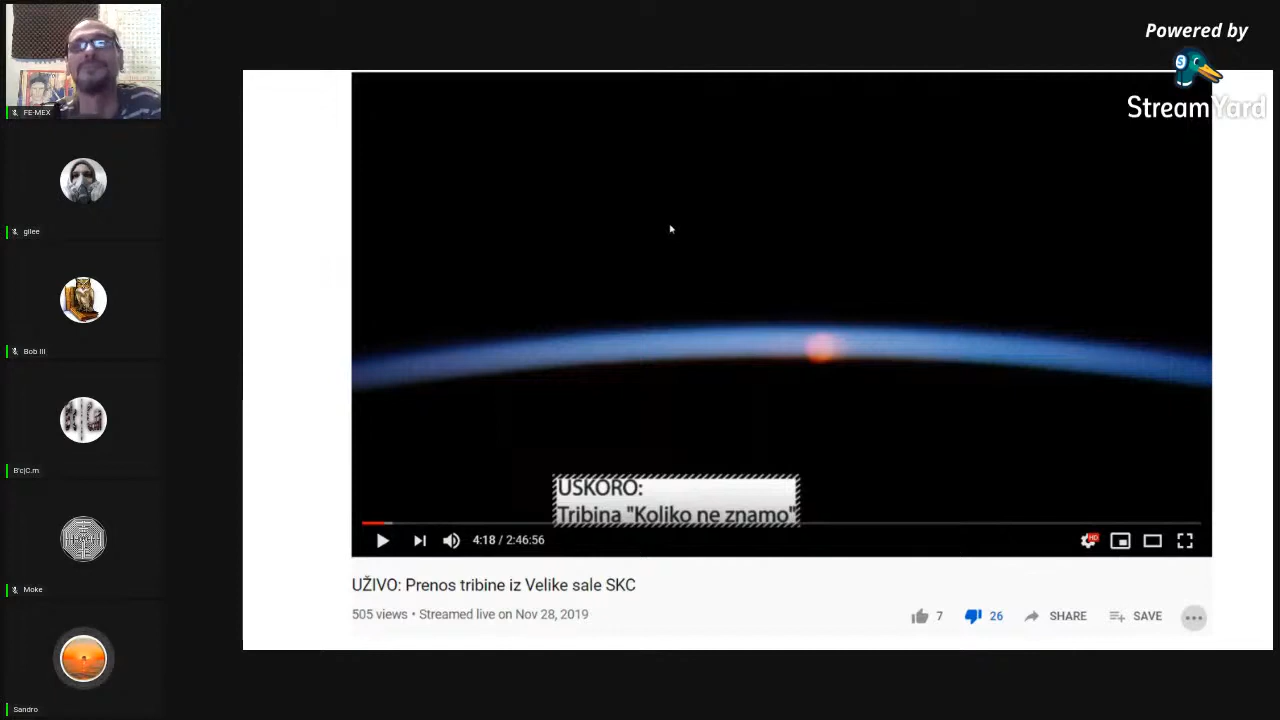 Powered by
StreamYard
FE-MEX
gilee
Bob III
B'c|C.m
Moke
Sandro
USKORO:
Tribina "Koliko ne znamo"
4:18 / 2:46:56
HD
UŽIVO: Prenos tribine iz Velike sale SKC
505 views • Streamed live on Nov 28, 2019
7
26
SHARE
SAVE